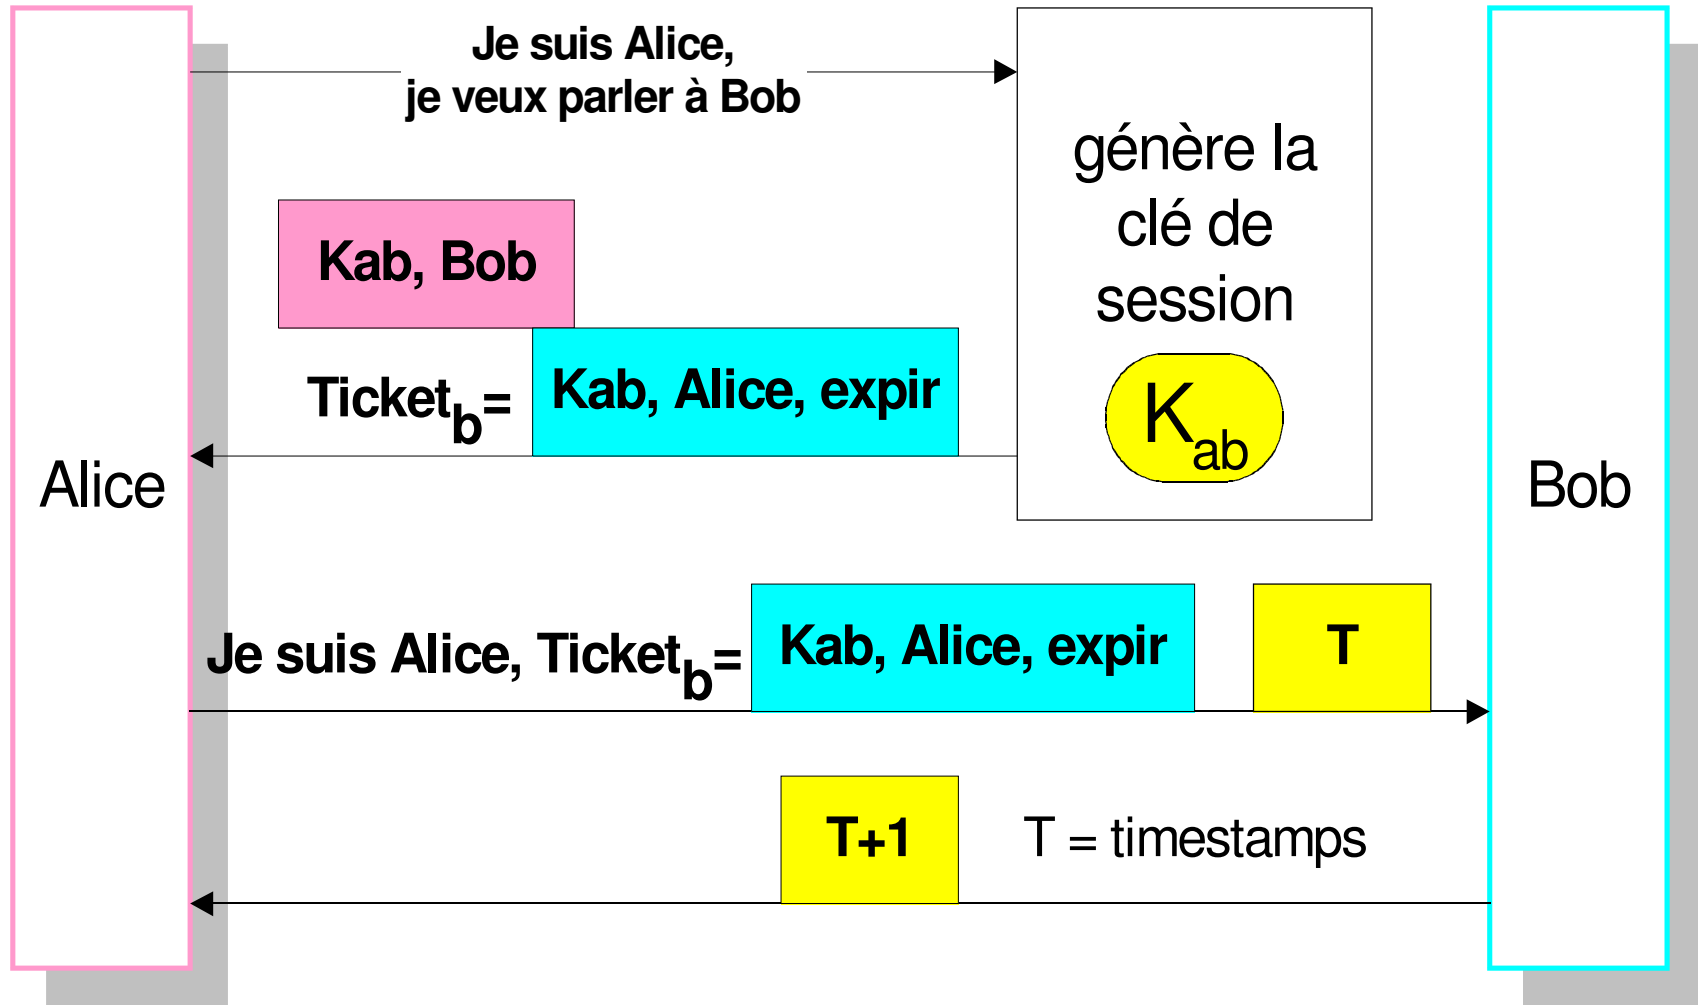 Je suis Alice,
je veux parler à Bob
génère la
clé de
session
Kab
Kab, Bob
Ticketb=
Kab, Alice, expir
Alice
Bob
Je suis Alice, Ticketb=
Kab, Alice, expir
T
T+1
T = timestamps